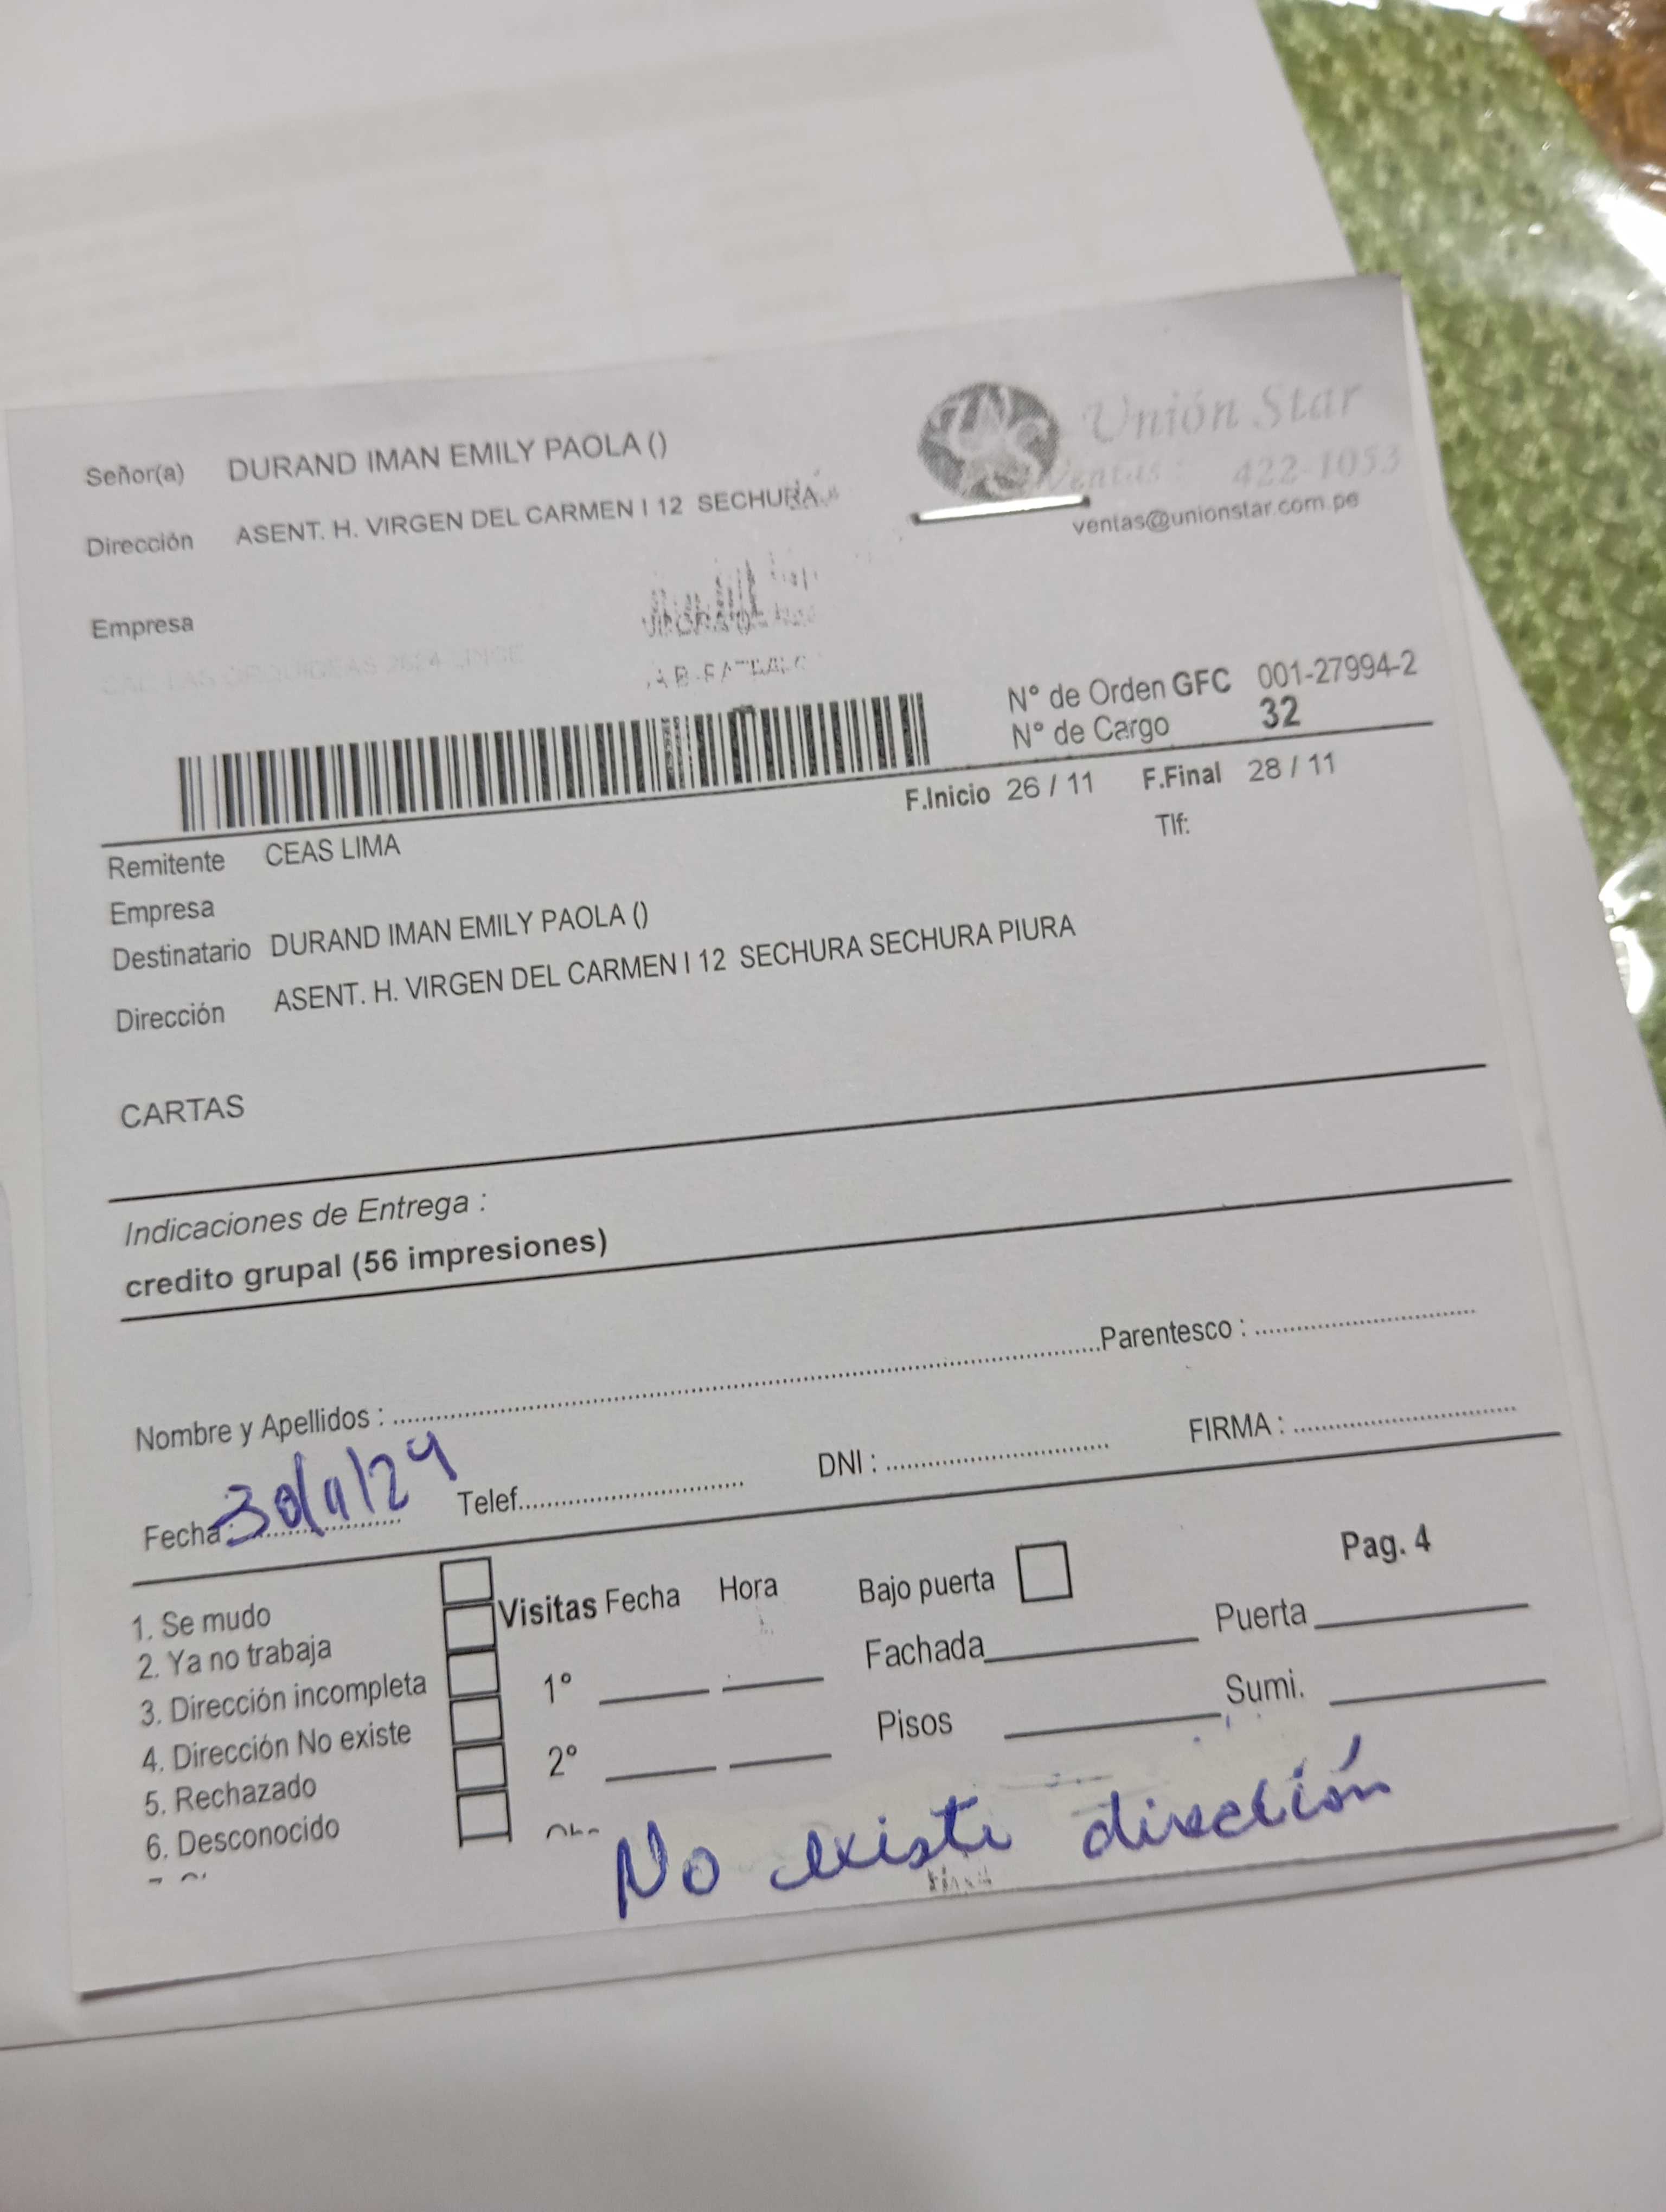 Unión Star
Ventas : 422-1053
ventas@unionstar.com.pe
Señor(a) DURAND IMAN EMILY PAOLA ()
Dirección ASENT. H. VIRGEN DEL CARMEN I 12 SECHURA
Empresa
N° de Orden GFC 001-27994-2
N° de Cargo 32
F.Inicio 26 / 11 F.Final 28 / 11
Remitente CEAS LIMA Tlf:
Empresa
Destinatario DURAND IMAN EMILY PAOLA ()
Dirección ASENT. H. VIRGEN DEL CARMEN I 12 SECHURA SECHURA PIURA
CARTAS
Indicaciones de Entrega :
credito grupal (56 impresiones)
Nombre y Apellidos : Parentesco :
Fecha : 30/11/24 Telef. DNI : FIRMA :
Pag. 4
1. Se mudo Visitas Fecha Hora Bajo puerta
2. Ya no trabaja Fachada Puerta
3. Dirección incompleta 1° Pisos Sumi.
4. Dirección No existe 2°
5. Rechazado
6. Desconocido
No existe dirección